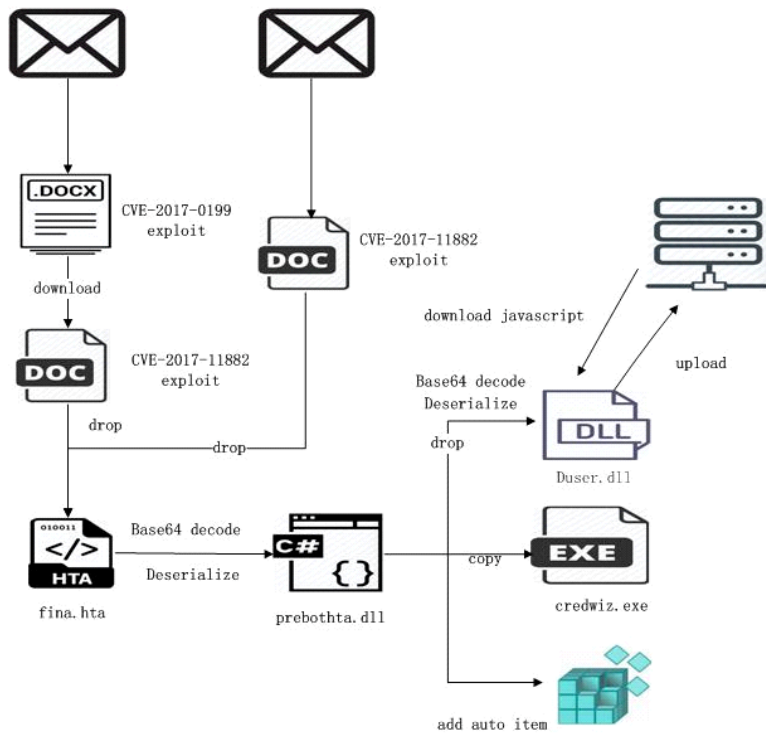 .DOCX
CVE-2017-0199
exploit
DOC
CVE-2017-11882
exploit
download
download javascript
DOC
CVE-2017-11882
exploit
upload
Base64 decode
Deserialize
drop
drop
drop
DLL
Duser.dll
010011
</>
HTA
fina.hta
Base64 decode
Deserialize
C#
{}
prebothta.dll
copy
EXE
credwiz.exe
add auto item